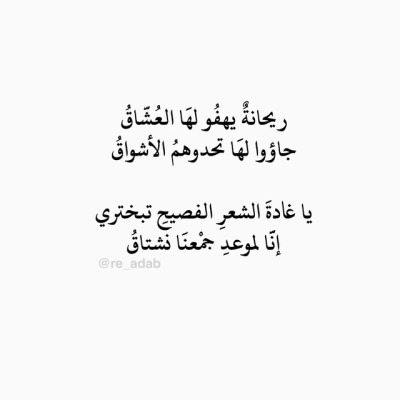 ريحانةٌ يهفُو لهَا العُشّاقُ
جاؤوا لهَا تحدوهمُ الأشواقُ
يا غادةَ الشعرِ الفصيحِ تبختري
إنّا لموعدِ جمْعنَا نَشتاقُ
@re_adab